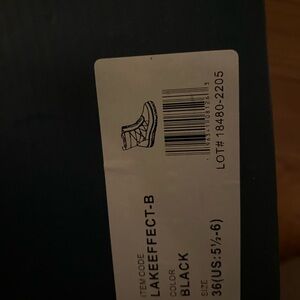 ITEM CODE
LAKEEFFECT-B
COLOR
BLACK
SIZE
36(US:5½-6)
LOT# 18480-2205